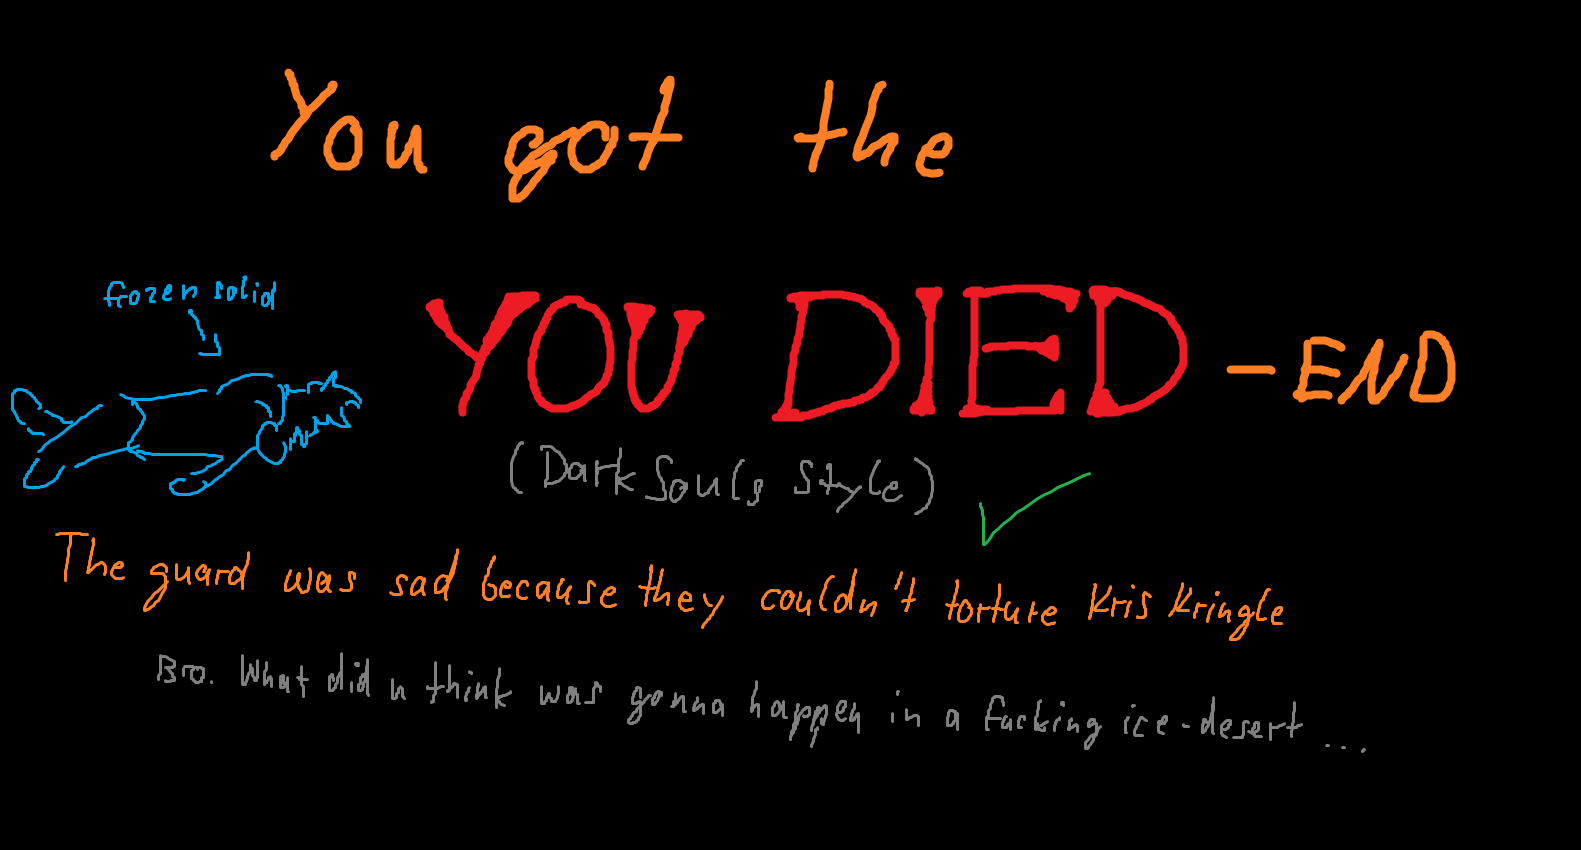 You got the
frozen solid
YOU DIED - END
(Dark Souls Style)
The guard was sad because they couldn't torture Kris Kringle
Bro. What did u think was gonna happen in a fucking ice-desert ...